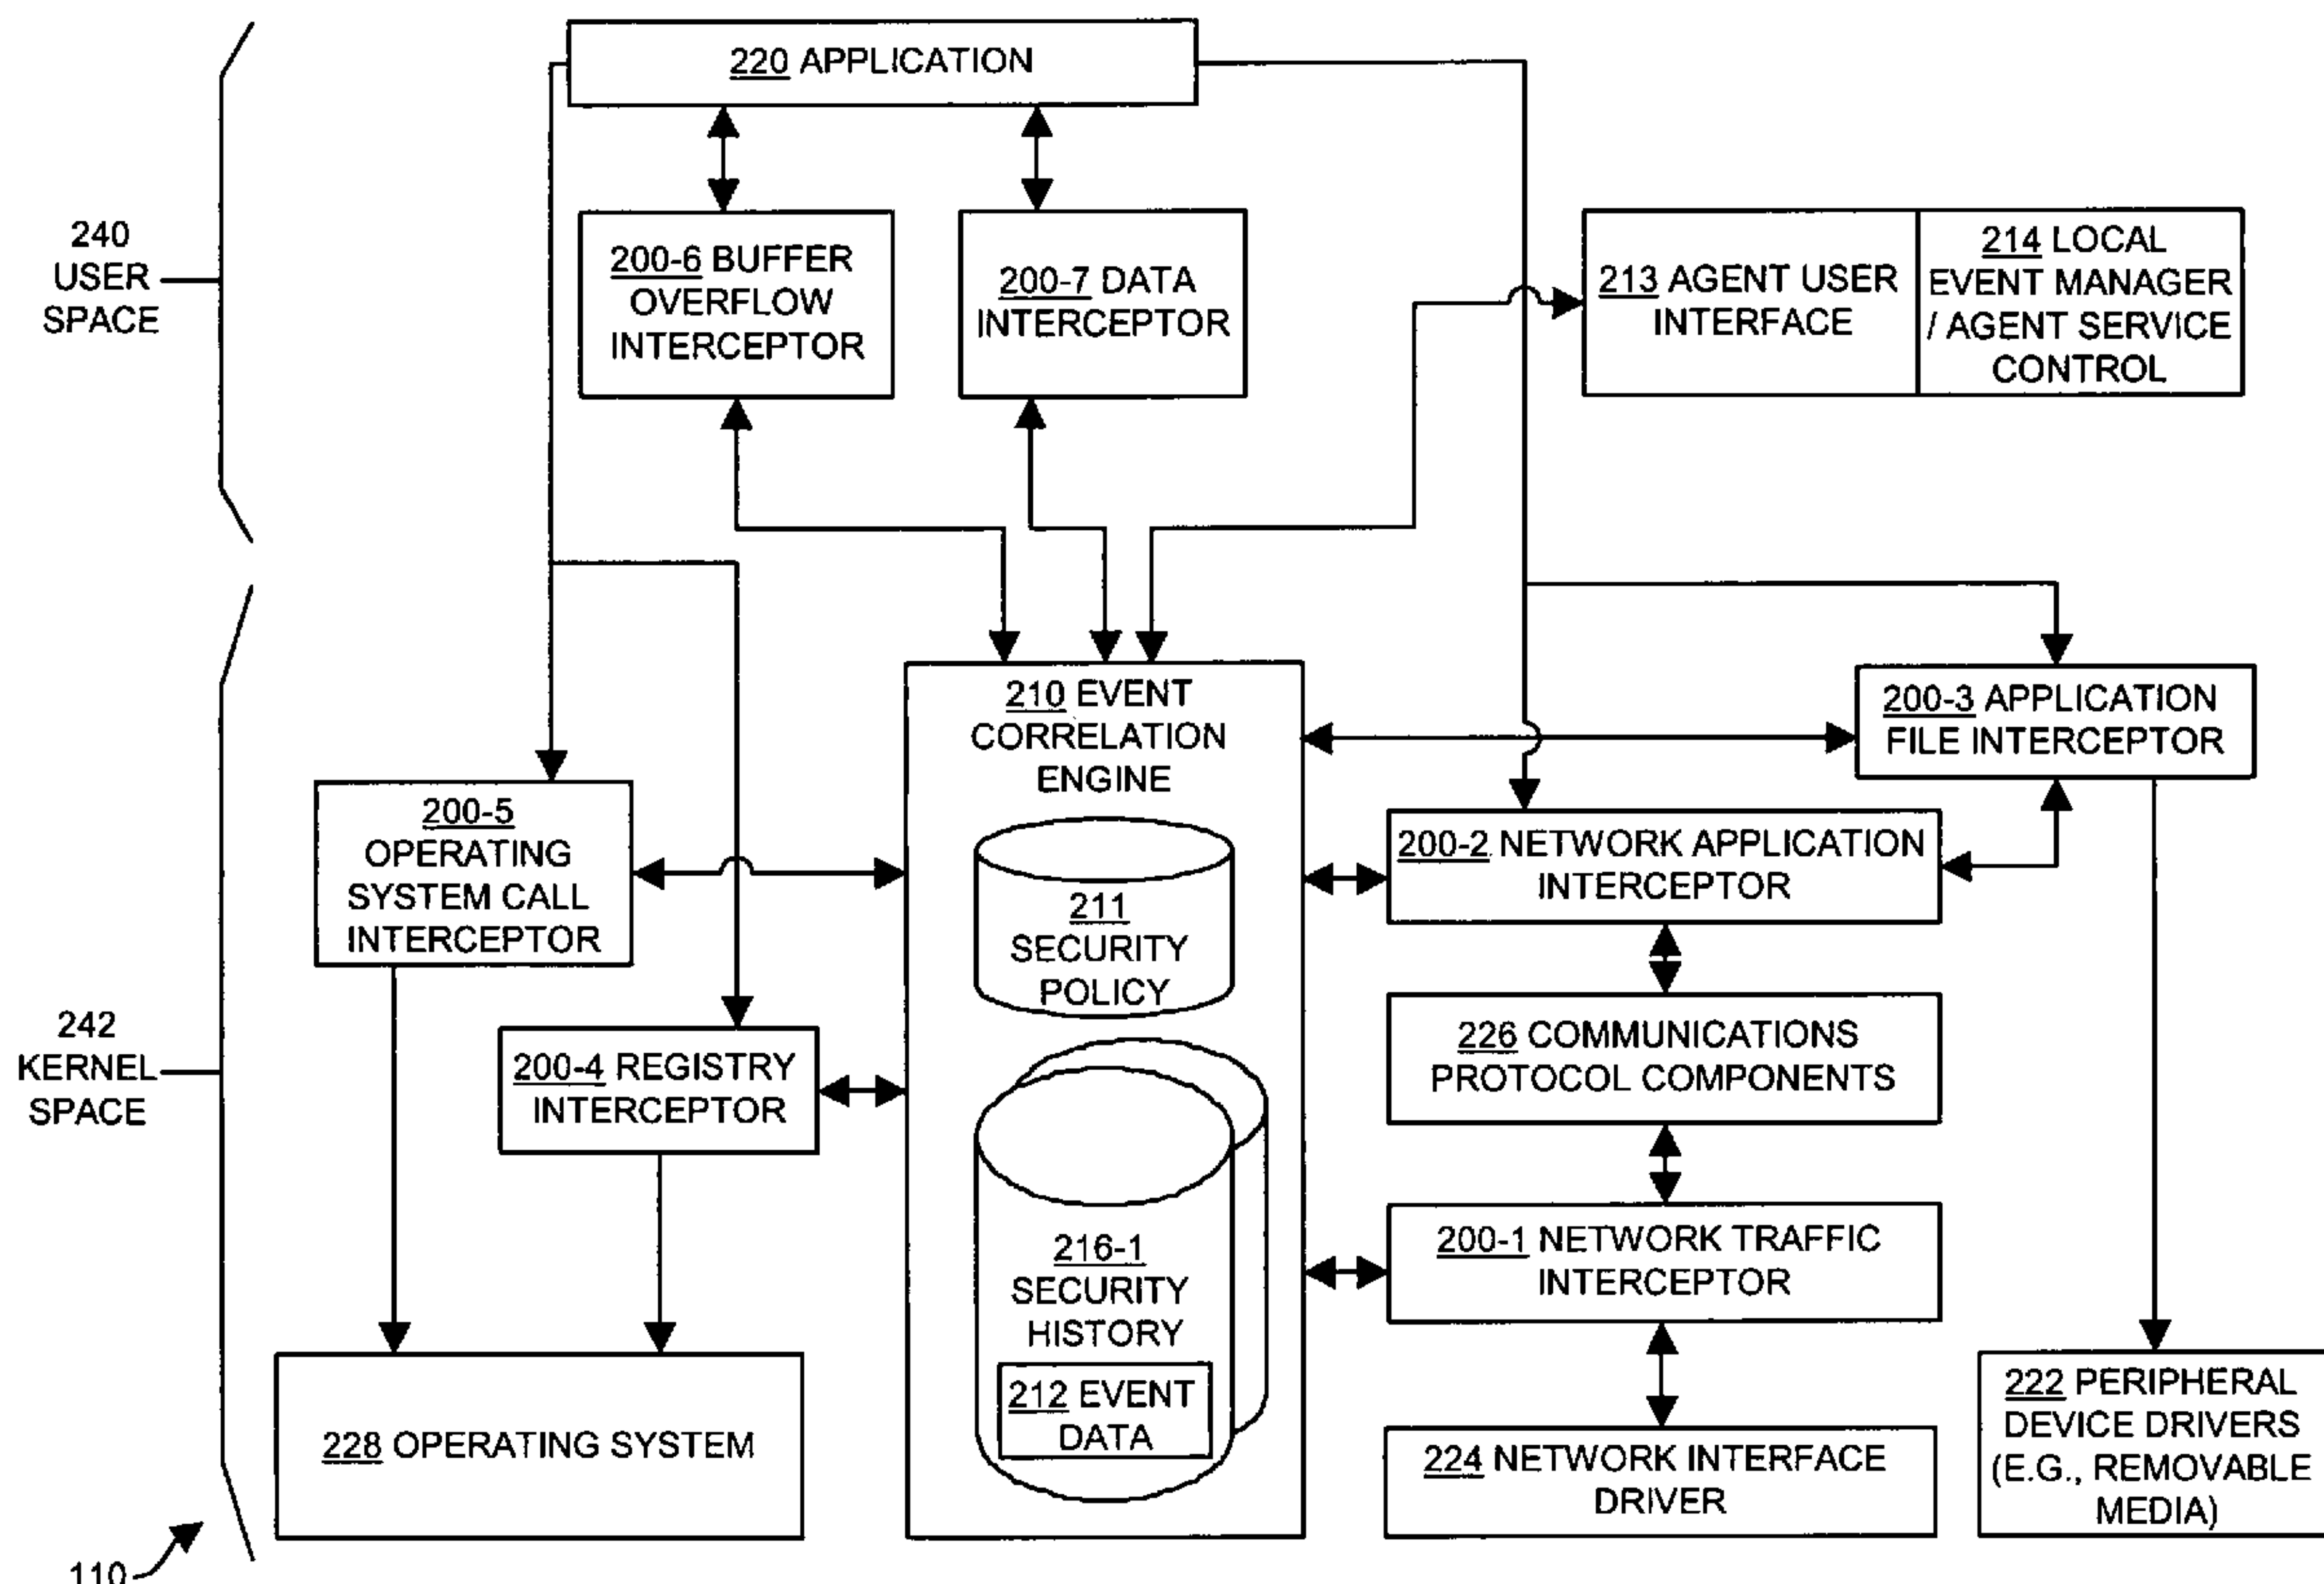 220 APPLICATION
240
USER
SPACE
200-6 BUFFER
OVERFLOW
INTERCEPTOR
200-7 DATA
INTERCEPTOR
213 AGENT USER
INTERFACE
214 LOCAL
EVENT MANAGER
/ AGENT SERVICE
CONTROL
210 EVENT
CORRELATION
ENGINE
200-3 APPLICATION
FILE INTERCEPTOR
200-5
OPERATING
SYSTEM CALL
INTERCEPTOR
200-2 NETWORK APPLICATION
INTERCEPTOR
211
SECURITY
POLICY
242
KERNEL
SPACE
200-4 REGISTRY
INTERCEPTOR
226 COMMUNICATIONS
PROTOCOL COMPONENTS
216-1
SECURITY
HISTORY
200-1 NETWORK TRAFFIC
INTERCEPTOR
212 EVENT
DATA
228 OPERATING SYSTEM
224 NETWORK INTERFACE
DRIVER
222 PERIPHERAL
DEVICE DRIVERS
(E.G., REMOVABLE
MEDIA)
110